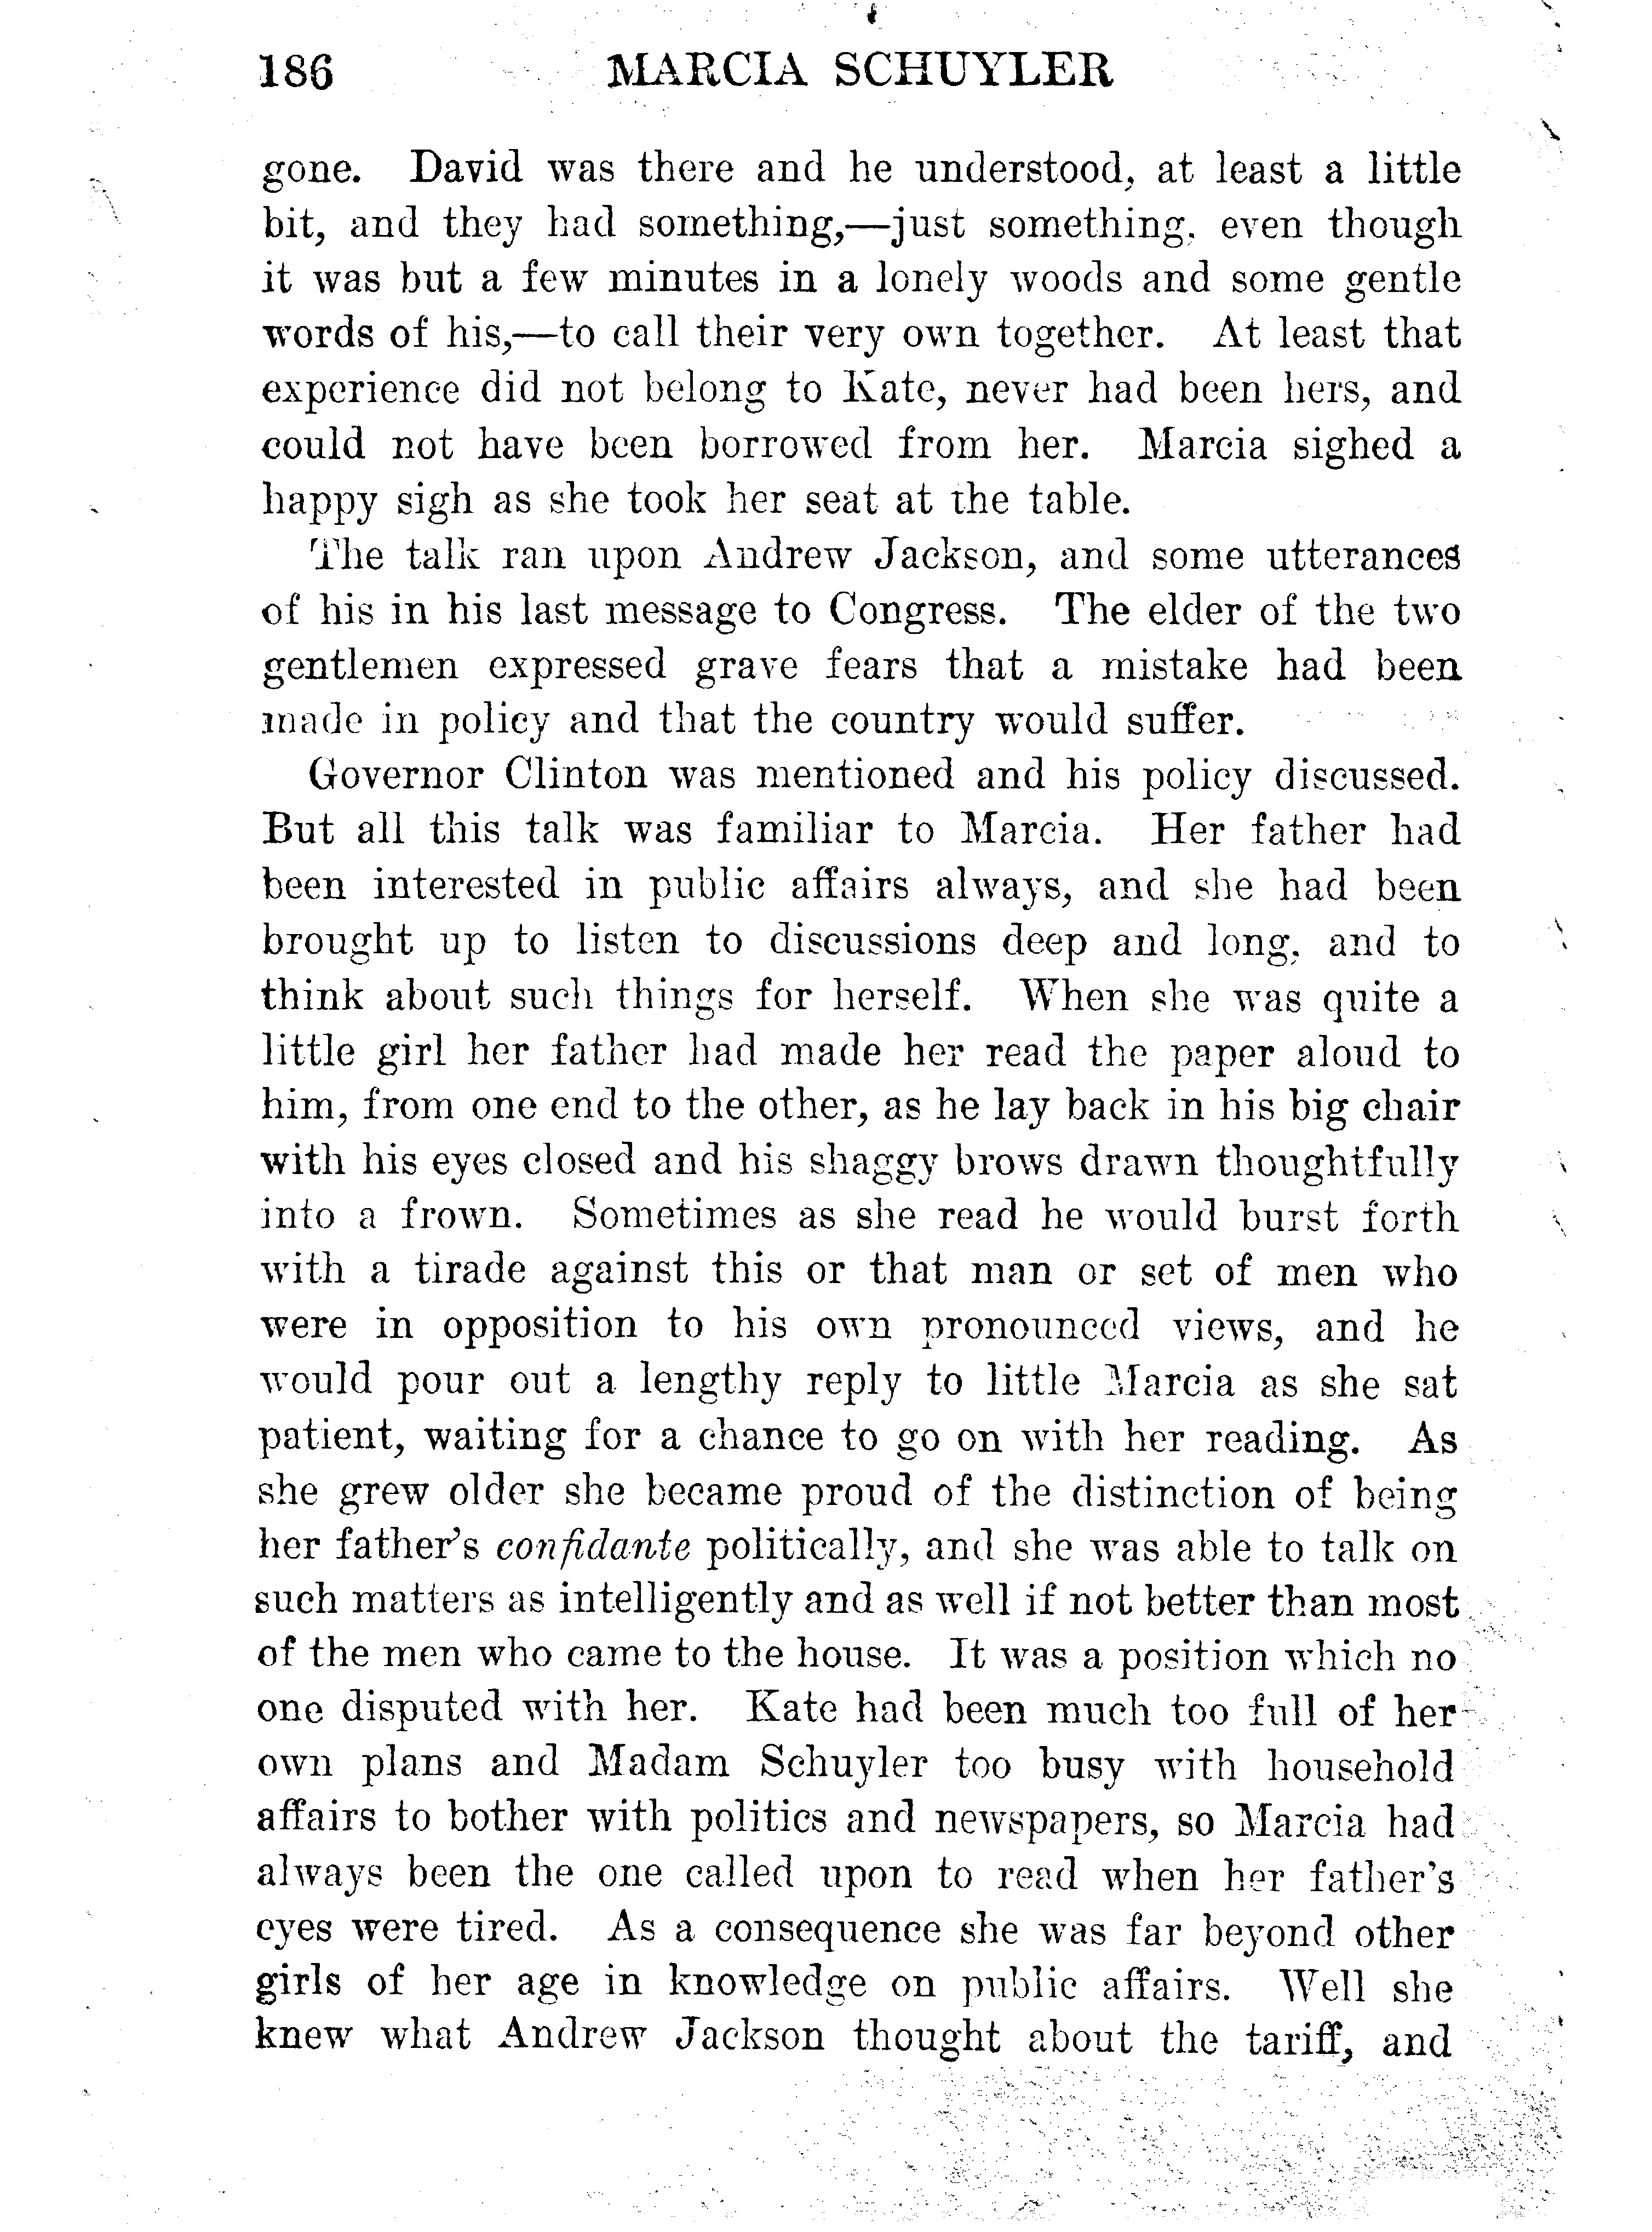 186 MARCIA SCHUYLER
gone. David was there and he understood, at least a little
bit, and they had something,—just something, even though
it was but a few minutes in a lonely woods and some gentle
words of his,—to call their very own together. At least that
experience did not belong to Kate, never had been hers, and
could not have been borrowed from her. Marcia sighed a
happy sigh as she took her seat at the table.
The talk ran upon Andrew Jackson, and some utterances
of his in his last message to Congress. The elder of the two
gentlemen expressed grave fears that a mistake had been
made in policy and that the country would suffer.
Governor Clinton was mentioned and his policy discussed.
But all this talk was familiar to Marcia. Her father had
been interested in public affairs always, and she had been
brought up to listen to discussions deep and long, and to
think about such things for herself. When she was quite a
little girl her father had made her read the paper aloud to
him, from one end to the other, as he lay back in his big chair
with his eyes closed and his shaggy brows drawn thoughtfully
into a frown. Sometimes as she read he would burst forth
with a tirade against this or that man or set of men who
were in opposition to his own pronounced views, and he
would pour out a lengthy reply to little Marcia as she sat
patient, waiting for a chance to go on with her reading. As
she grew older she became proud of the distinction of being
her father's confidante politically, and she was able to talk on
such matters as intelligently and as well if not better than most
of the men who came to the house. It was a position which no
one disputed with her. Kate had been much too full of her
own plans and Madam Schuyler too busy with household
affairs to bother with politics and newspapers, so Marcia had
always been the one called upon to read when her father's
eyes were tired. As a consequence she was far beyond other
girls of her age in knowledge on public affairs. Well she
knew what Andrew Jackson thought about the tariff, and